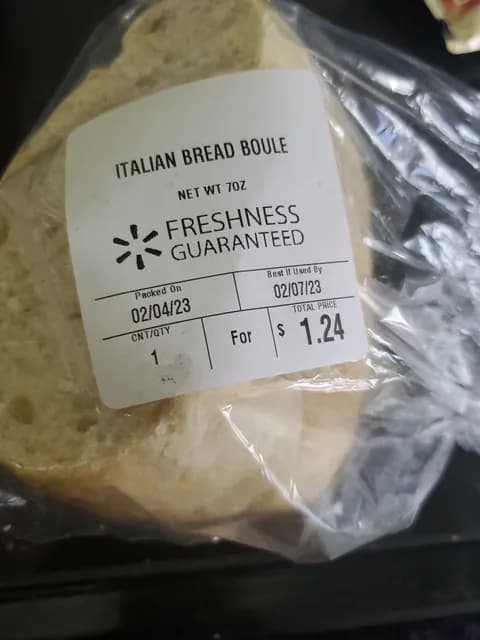 ITALIAN BREAD BOULE
NET WT 7OZ
FRESHNESS
GUARANTEED
Packed On
02/04/23
Best If Used By
02/07/23
CNT/QTY
1
For
TOTAL PRICE
$ 1.24